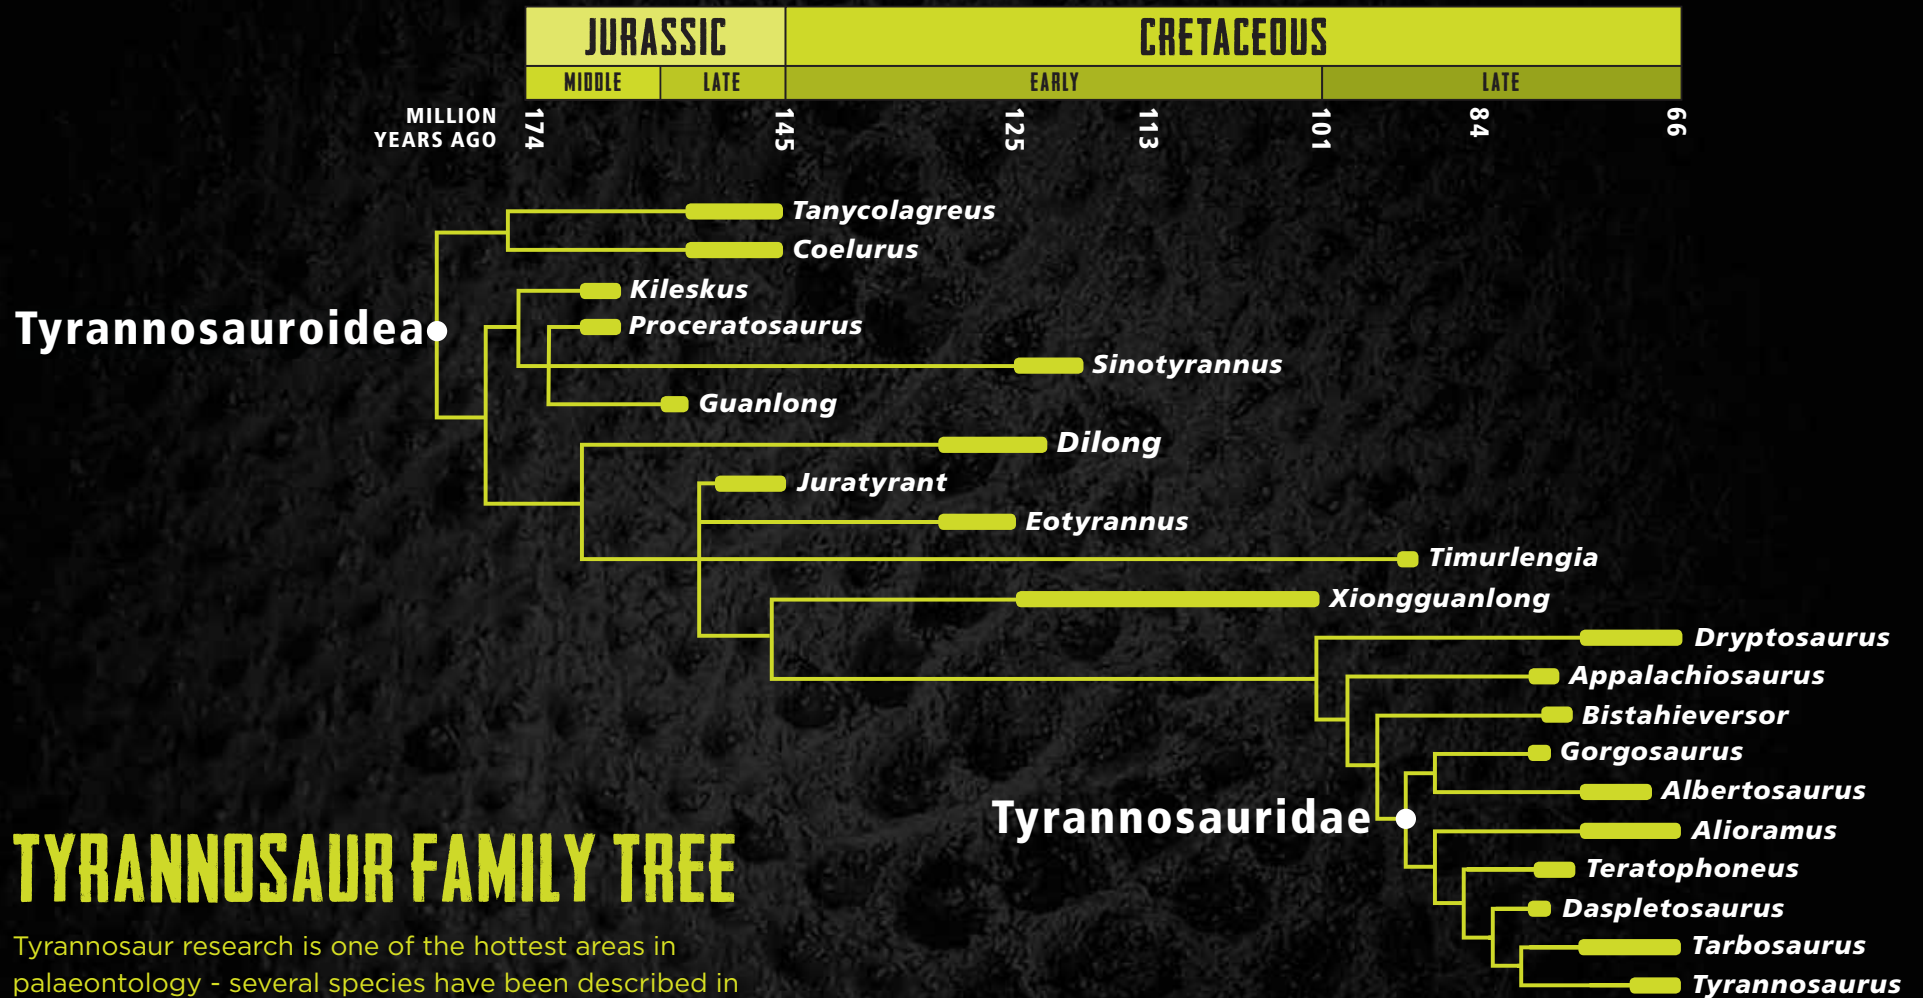 JURASSIC
CRETACEOUS
MIDDLE
LATE
EARLY
LATE
MILLION
YEARS AGO
174
145
125
113
101
84
66
Tanycolagreus
Coelurus
Kileskus
Tyrannosauroidea
Proceratosaurus
Sinotyrannus
Guanlong
Dilong
Juratyrant
Eotyrannus
Timurlengia
Xiongguanlong
Dryptosaurus
Appalachiosaurus
Bistahieversor
Gorgosaurus
Albertosaurus
Tyrannosauridae
Alioramus
Teratophoneus
Daspletosaurus
Tarbosaurus
Tyrannosaurus
TYRANNOSAUR FAMILY TREE
Tyrannosaur research is one of the hottest areas in
palaeontology - several species have been described in